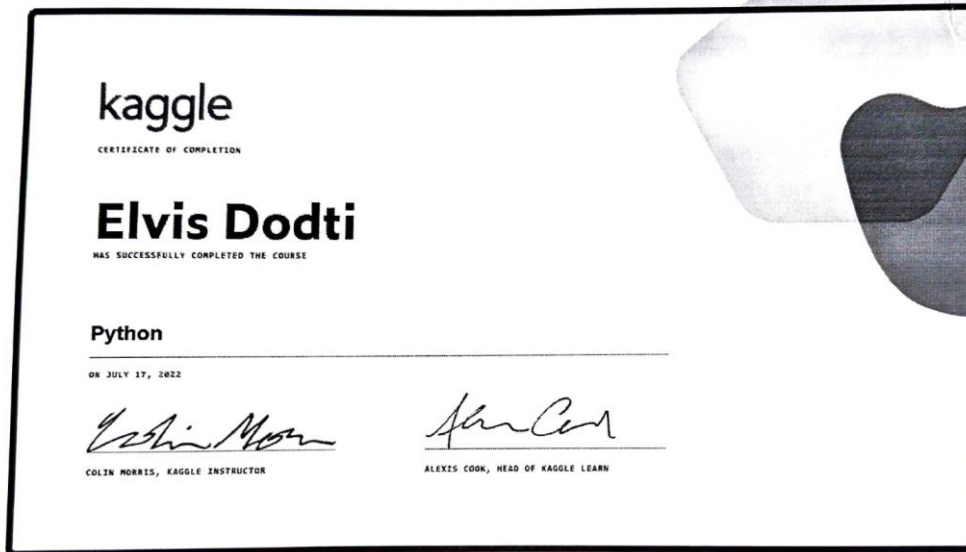 kaggle
CERTIFICATE OF COMPLETION
Elvis Dodti
HAS SUCCESSFULLY COMPLETED THE COURSE
Python
ON JULY 17, 2022
COLIN MORRIS, KAGGLE INSTRUCTOR
ALEXIS COOK, HEAD OF KAGGLE LEARN